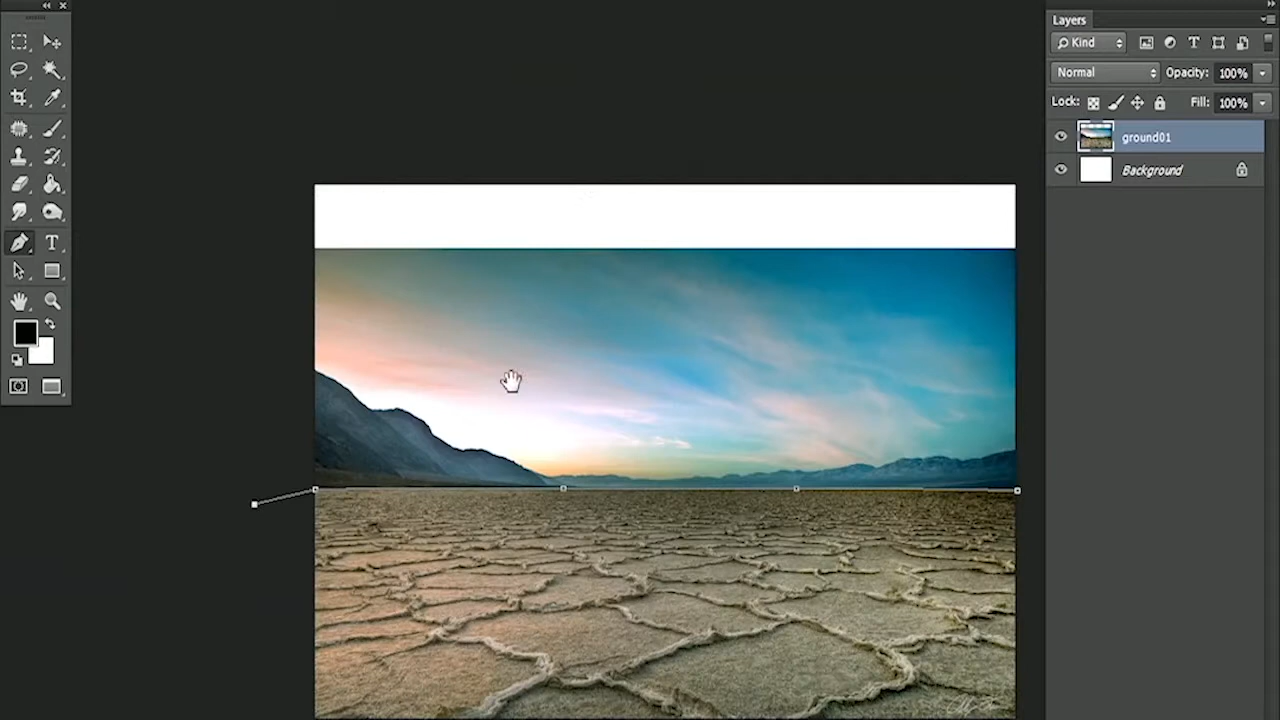 Layers
Kind
Normal Opacity: 100%
Lock: Fill: 100%
ground01
Background